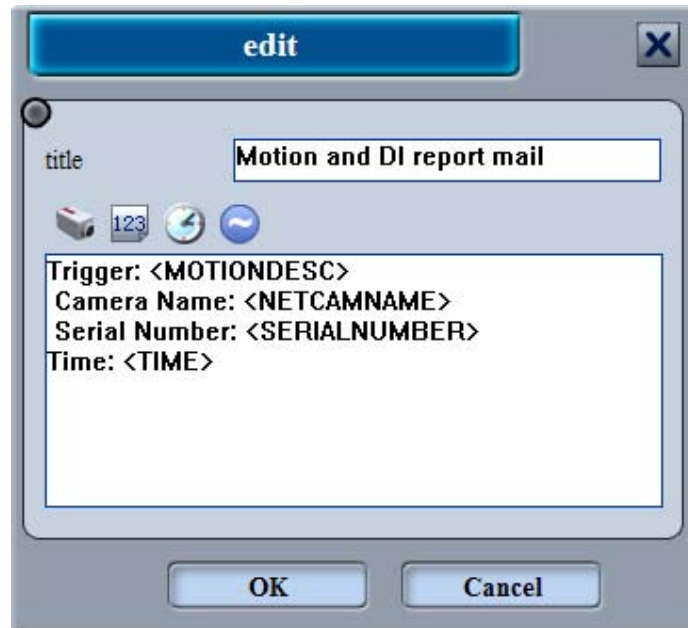 edit
title
Motion and DI report mail
123
Trigger: <MOTIONDESC>
Camera Name: <NETCAMNAME>
Serial Number: <SERIALNUMBER>
Time: <TIME>
OK
Cancel